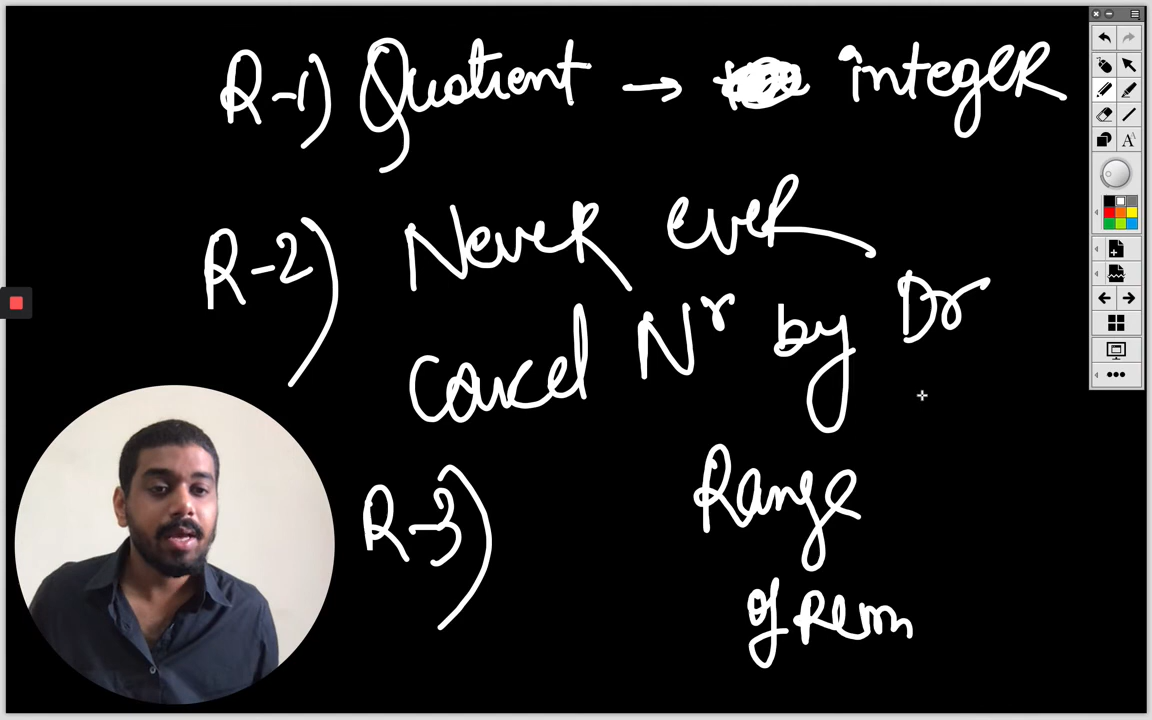 R-1) Quotient → integer
R-2) Never ever
cancel Nr by Dr
R-3) Range
of Rem